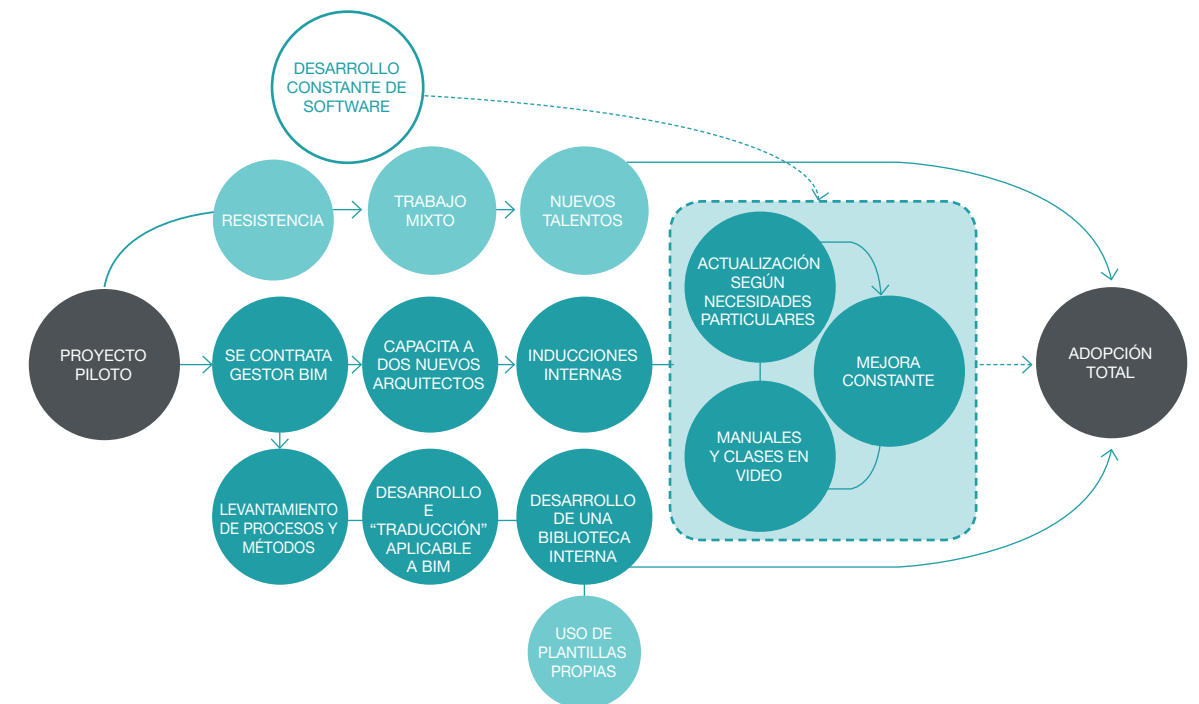 DESARROLLO
CONSTANTE DE
SOFTWARE
RESISTENCIA
TRABAJO
MIXTO
NUEVOS
TALENTOS
PROYECTO
PILOTO
SE CONTRATA
GESTOR BIM
CAPACITA A
DOS NUEVOS
ARQUITECTOS
INDUCCIONES
INTERNAS
ACTUALIZACIÓN
SEGÚN
NECESIDADES
PARTICULARES
MEJORA
CONSTANTE
MANUALES
Y CLASES EN
VIDEO
ADOPCIÓN
TOTAL
LEVANTAMIENTO
DE PROCESOS Y
MÉTODOS
DESARROLLO
E
“TRADUCCIÓN”
APLICABLE
A BIM
DESARROLLO
DE UNA
BIBLIOTECA
INTERNA
USO DE
PLANTILLAS
PROPIAS